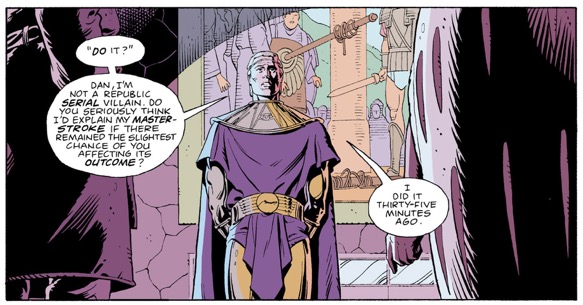 "DO IT?"
DAN, I'M
NOT A REPUBLIC
SERIAL VILLAIN. DO
YOU SERIOUSLY THINK
I'D EXPLAIN MY MASTER-
STROKE IF THERE
REMAINED THE SLIGHTEST
CHANCE OF YOU
AFFECTING ITS
OUTCOME?
I
DID IT
THIRTY-FIVE
MINUTES
AGO.